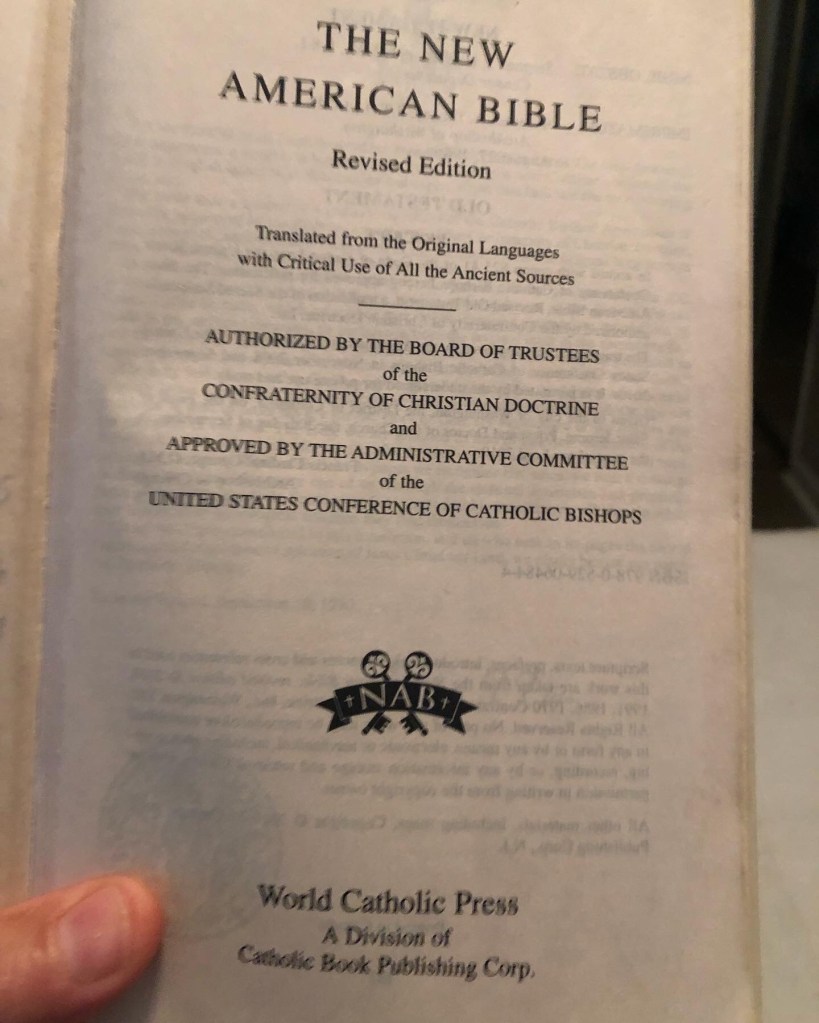 THE NEW
AMERICAN BIBLE
Revised Edition
Translated from the Original Languages
with Critical Use of All the Ancient Sources
AUTHORIZED BY THE BOARD OF TRUSTEES
of the
CONFRATERNITY OF CHRISTIAN DOCTRINE
and
APPROVED BY THE ADMINISTRATIVE COMMITTEE
of the
UNITED STATES CONFERENCE OF CATHOLIC BISHOPS
NAB
World Catholic Press
A Division of
Catholic Book Publishing Corp.